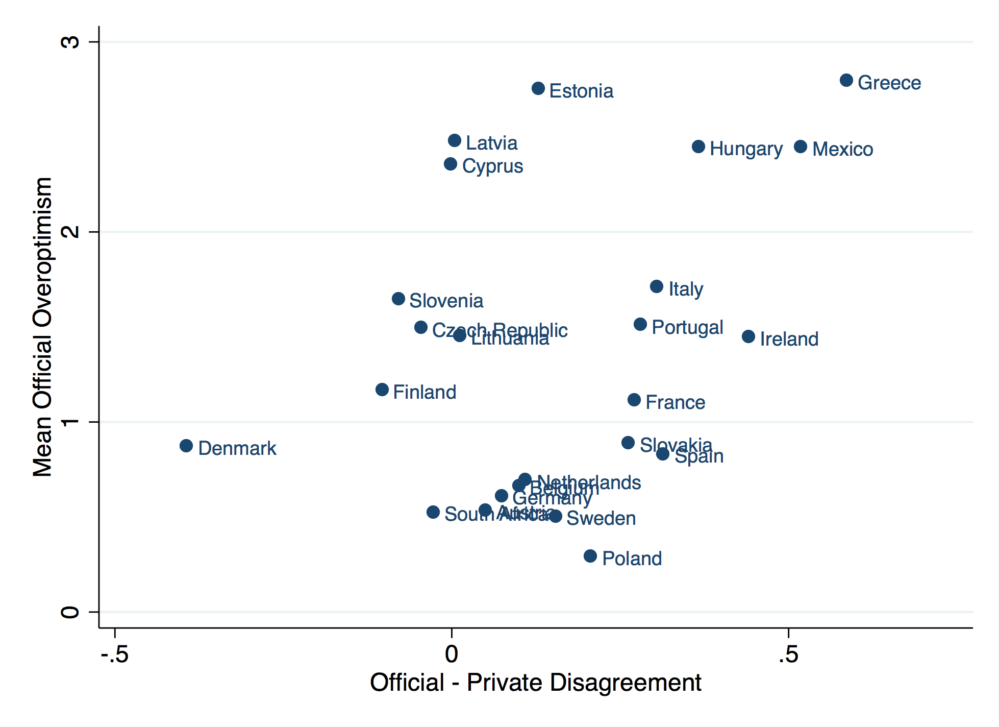 3
Greece
Estonia
Latvia
Hungary
Mexico
Cyprus
2
Mean Official Overoptimism
Italy
Slovenia
Portugal
Czech Republic
Lithuania
Ireland
Finland
France
1
Slovakia
Denmark
Spain
Netherlands
Belgium
Germany
Austria
South Africa
Sweden
Poland
0
-.5
0
.5
Official - Private Disagreement